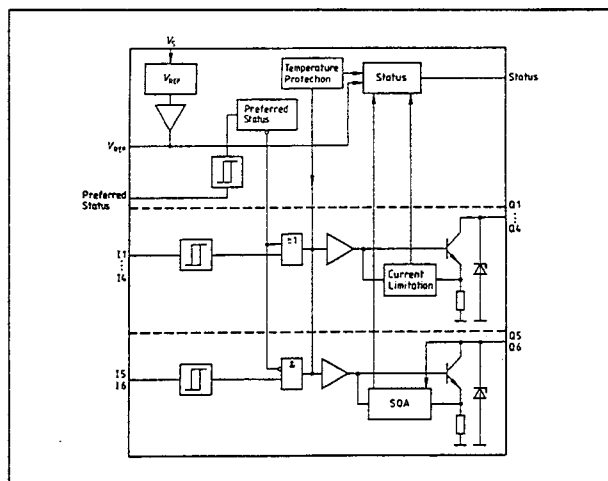 Vs
VREF
Temperature
Protection
Status
Status
Preferred
Status
VREF
Preferred
Status
Q1
Q4
I1
I4
≥1
Current
Limitation
Q5
Q6
I5
I6
&
SOA